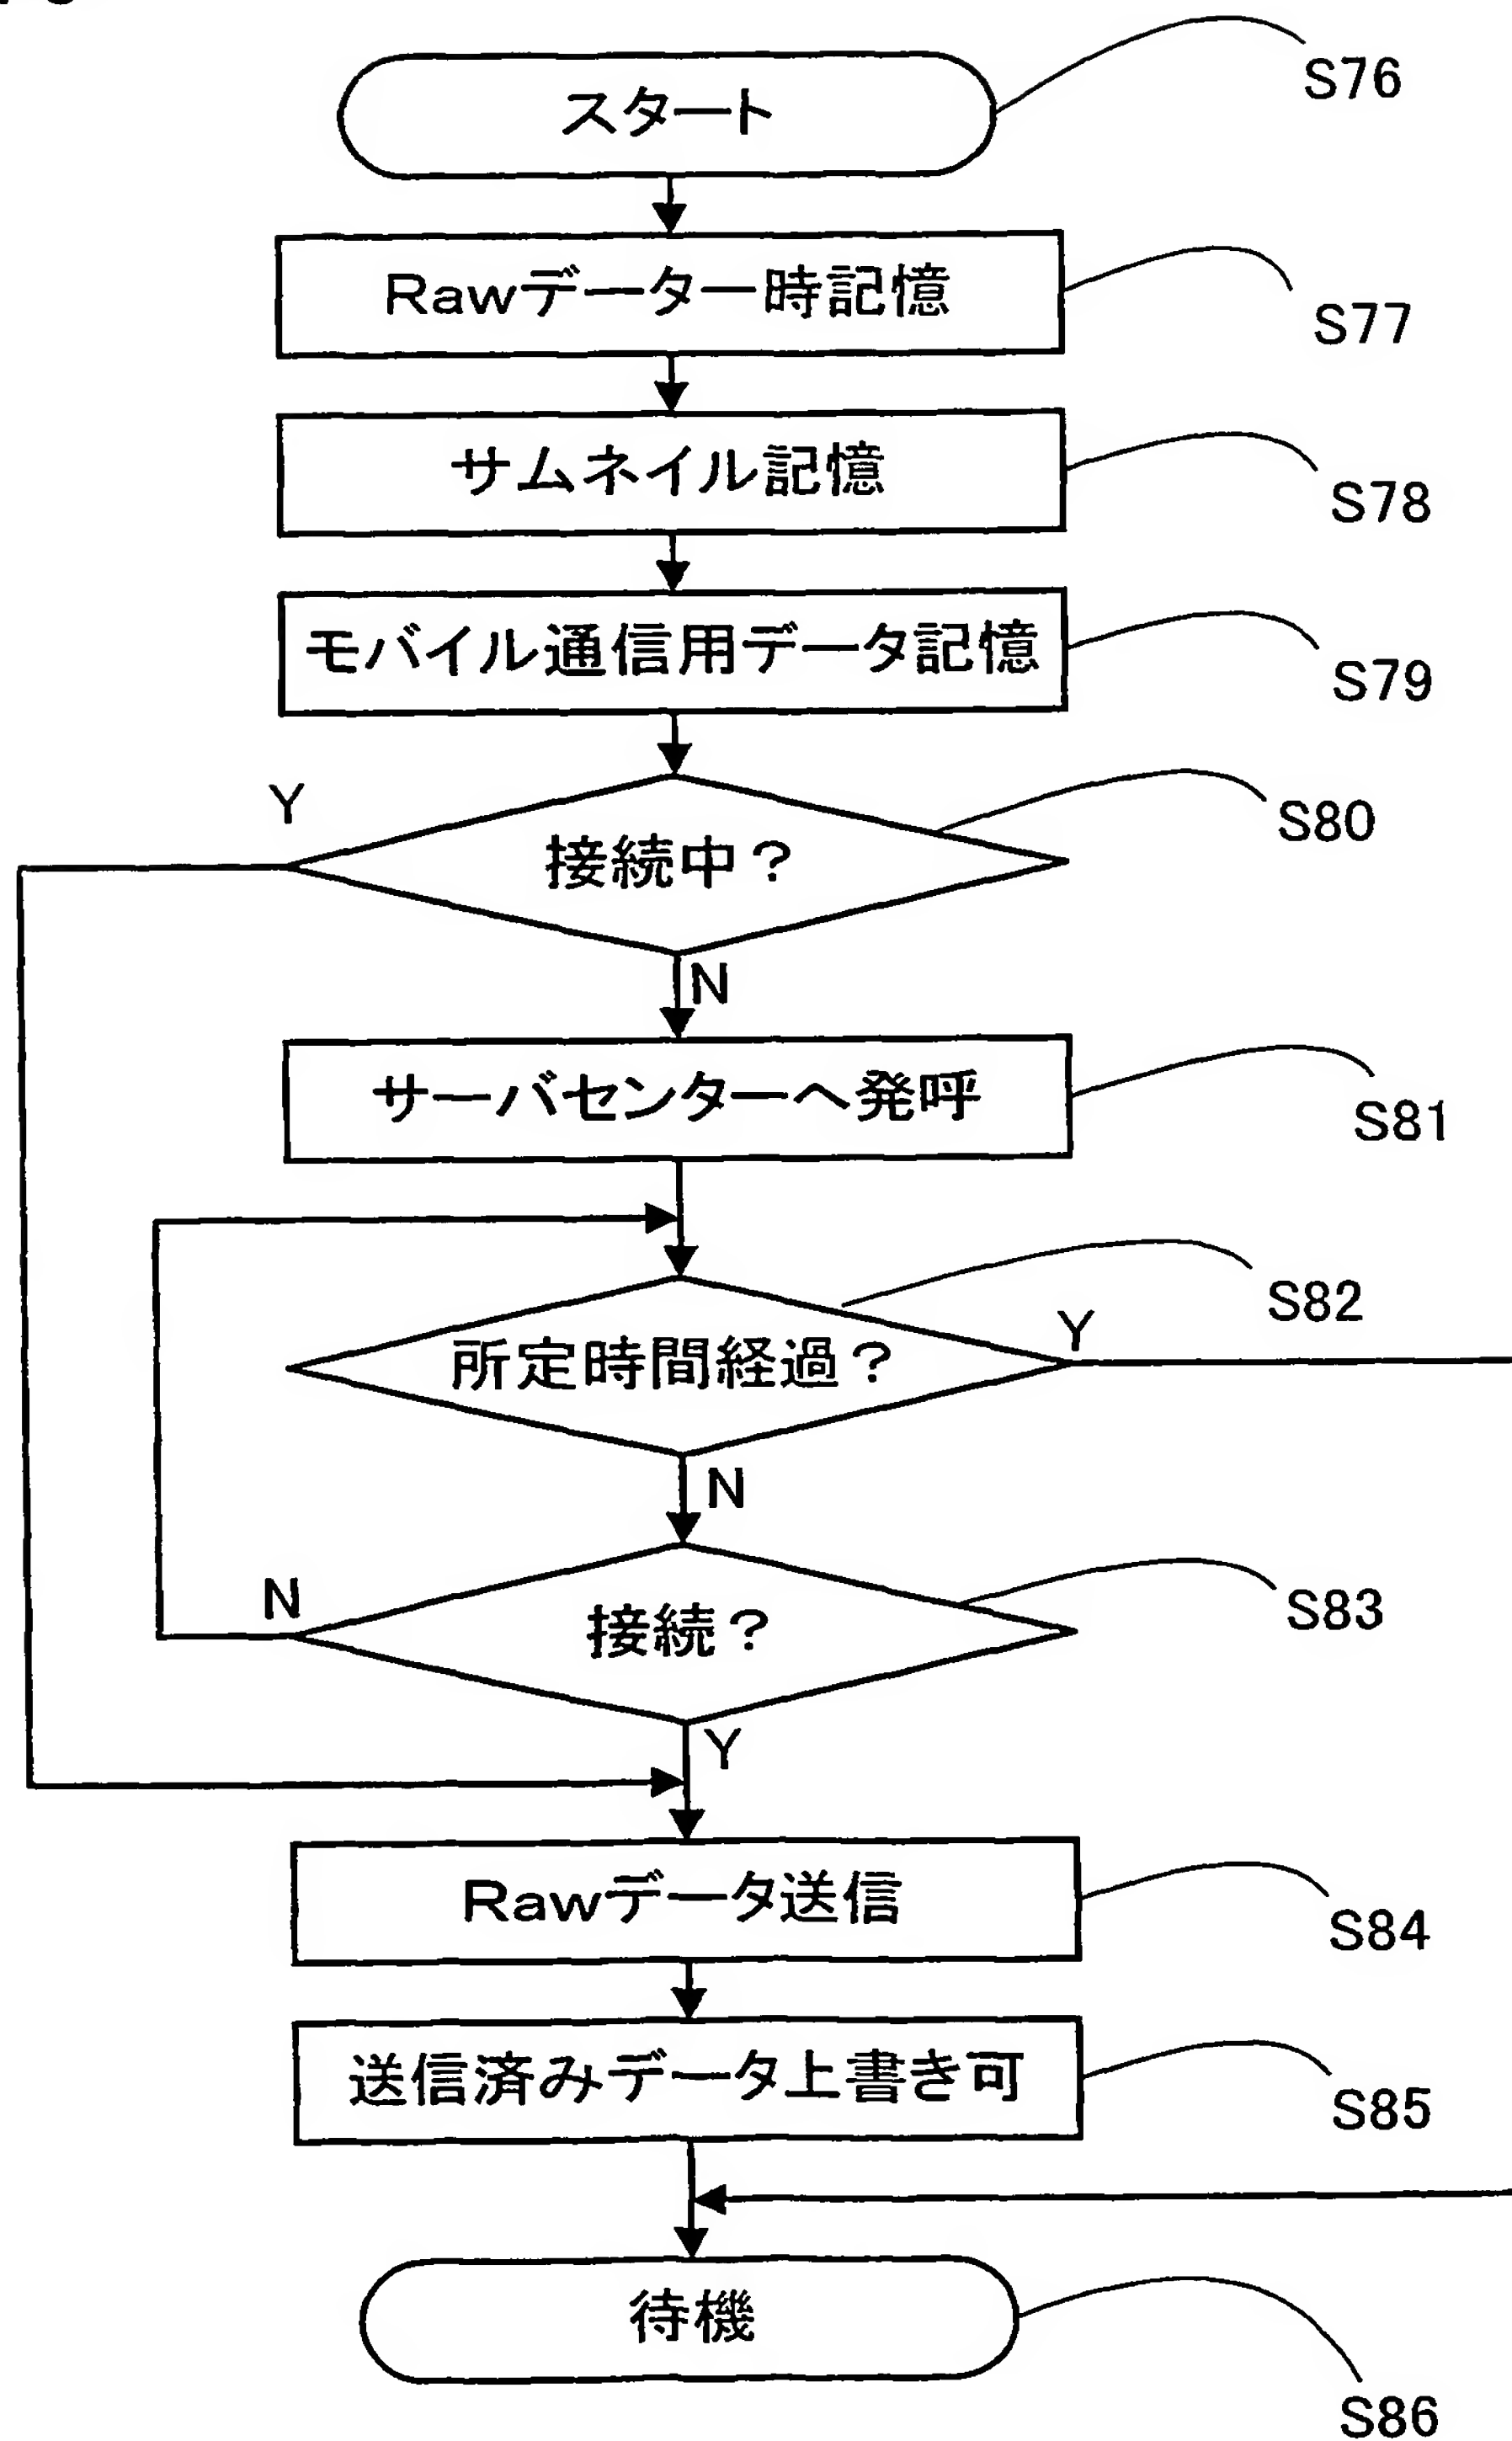 スタート
S76
Rawデータ一時記憶
S77
サムネイル記憶
S78
モバイル通信用データ記憶
S79
Y
接続中？
S80
N
サーバセンターへ発呼
S81
所定時間経過？
S82
Y
N
N
接続？
S83
Y
Rawデータ送信
S84
送信済みデータ上書き可
S85
待機
S86